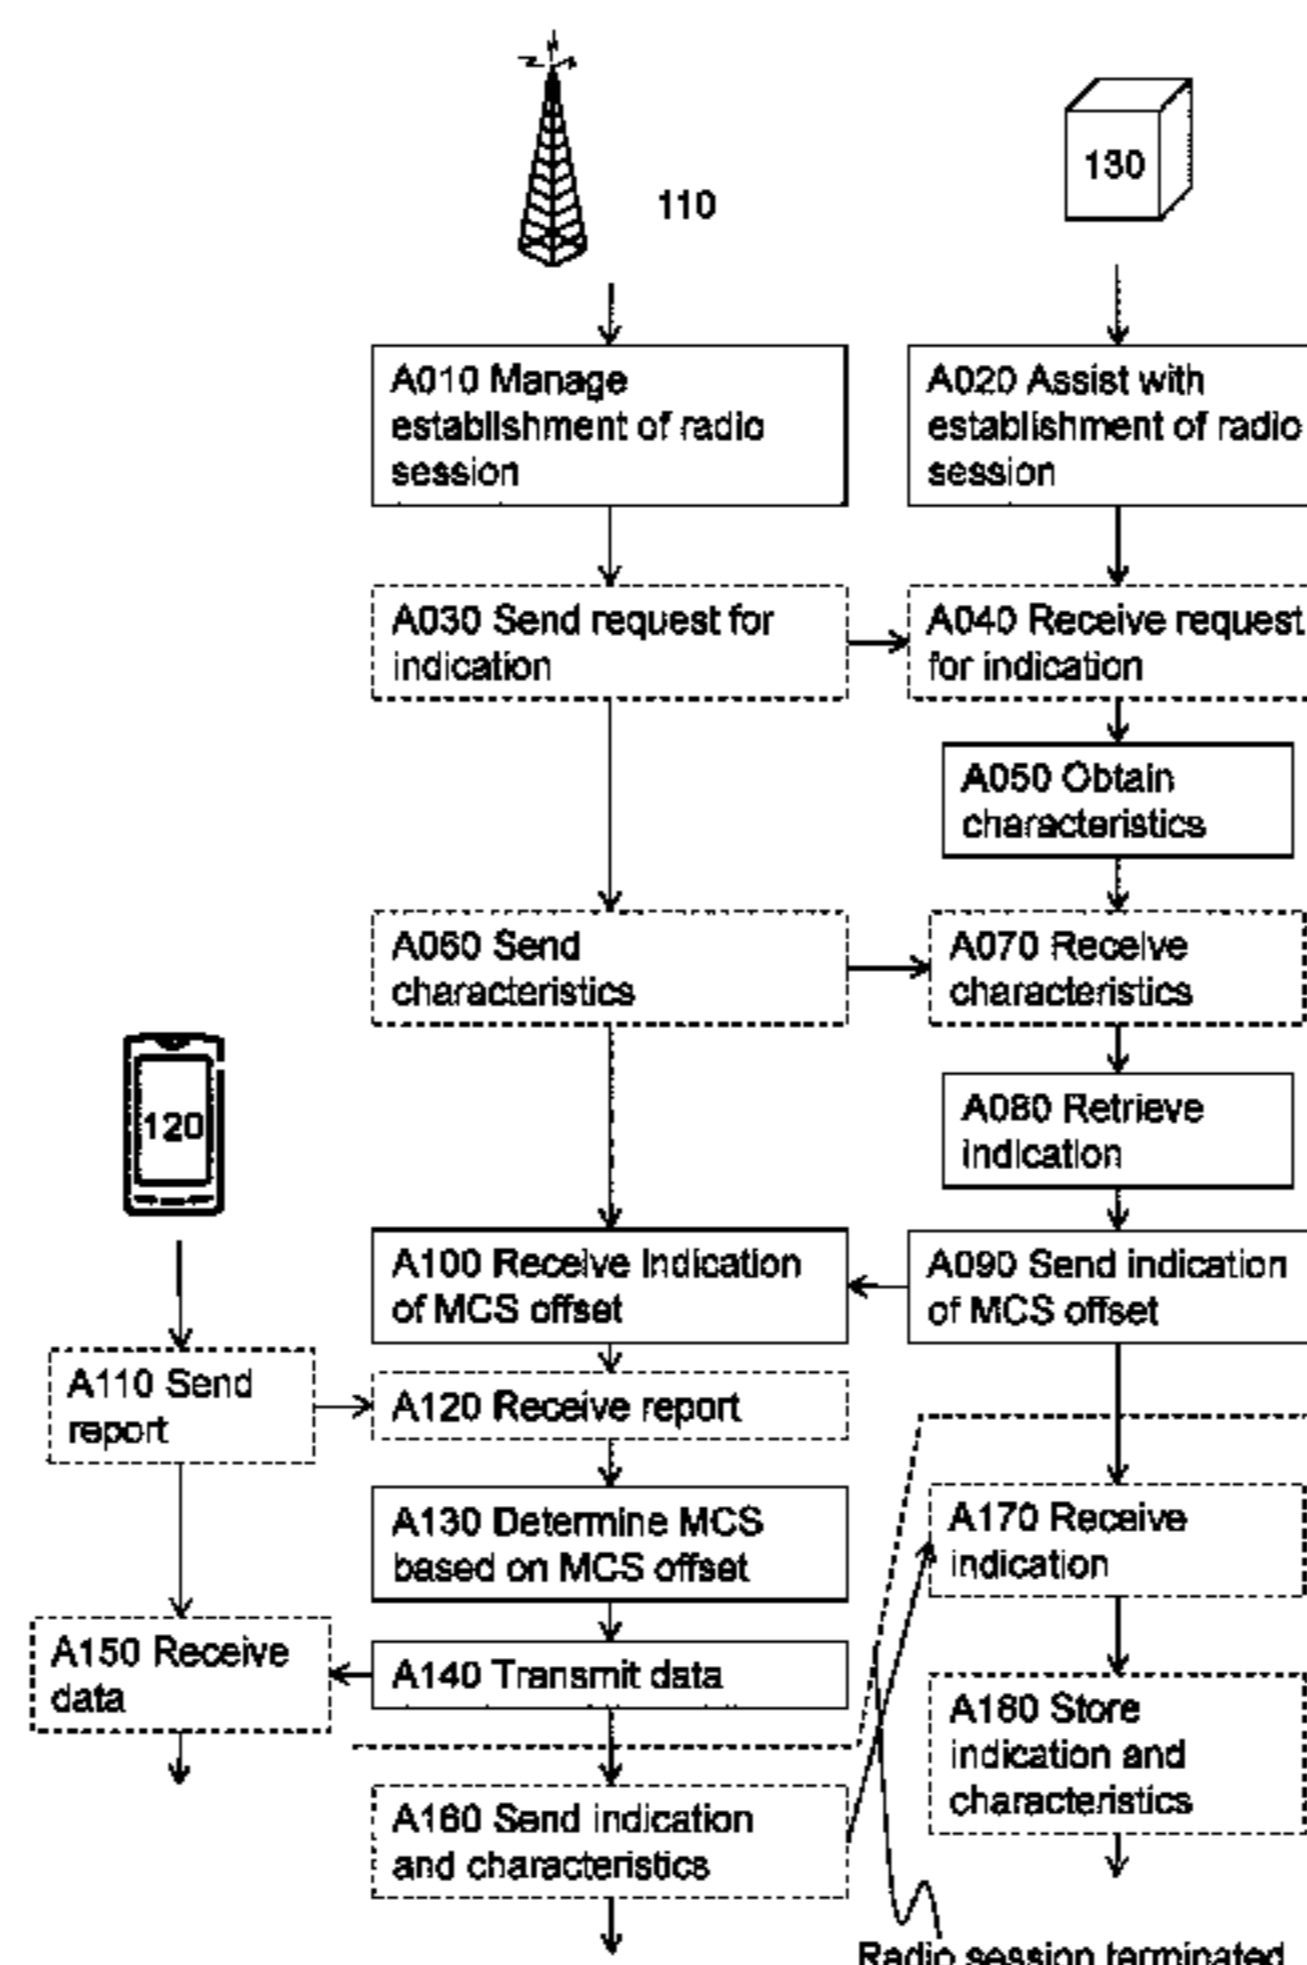 110
130
A010 Manage
establishment of radio
session
A020 Assist with
establishment of radio
session
A030 Send request for
indication
A040 Receive request
for indication
A050 Obtain
characteristics
A060 Send
characteristics
A070 Receive
characteristics
120
A080 Retrieve
indication
A100 Receive Indication
of MCS offset
A090 Send indication
of MCS offset
A110 Send
report
A120 Receive report
A130 Determine MCS
based on MCS offset
A170 Receive
indication
A150 Receive
data
A140 Transmit data
A180 Store
indication and
characteristics
A160 Send indication
and characteristics
Radio session terminated